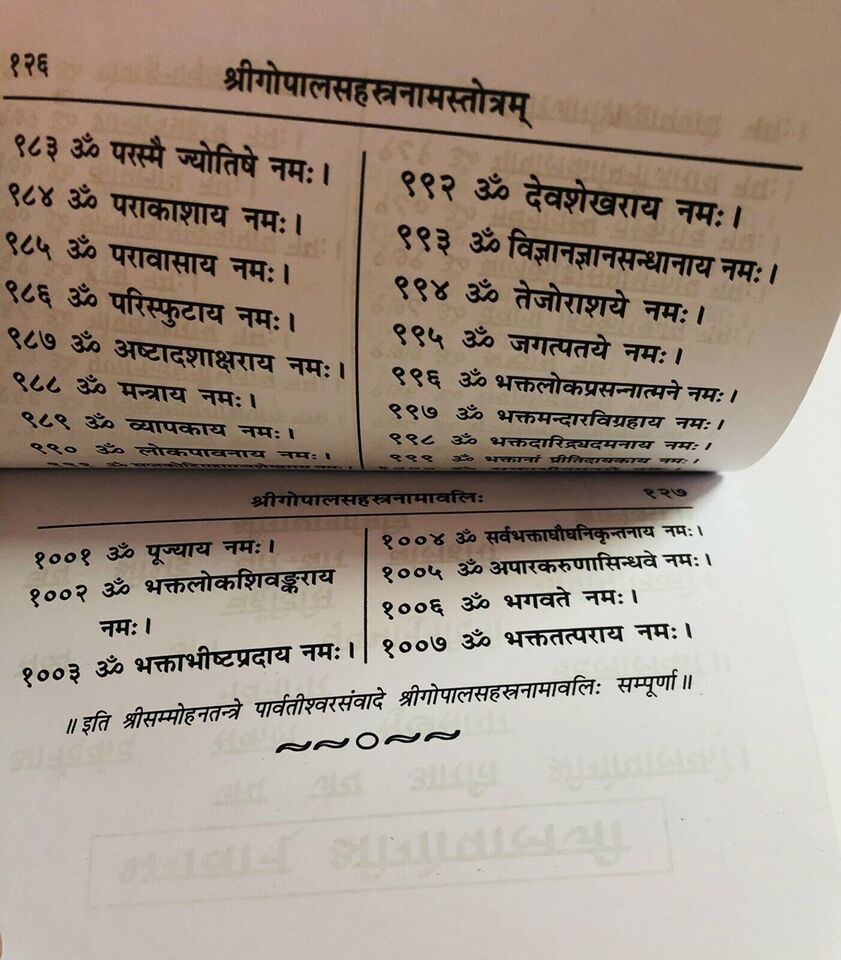 १२६
श्रीगोपालसहस्त्रनामस्तोत्रम्
९८३ ॐ परस्मै ज्योतिषे नमः।
९८४ ॐ पराकाशाय नमः।
९८५ ॐ परावासाय नमः।
९८६ ॐ परिस्फुटाय नमः।
९८७ ॐ अष्टादशाक्षराय नमः।
९८८ ॐ मन्त्राय नमः।
९८९ ॐ व्यापकाय नमः।
९९० ॐ लोकपावनाय नमः।
९९२ ॐ देवशेखराय नमः।
९९३ ॐ विज्ञानज्ञानसन्धानाय नमः।
९९४ ॐ तेजोराशये नमः।
९९५ ॐ जगत्पतये नमः।
९९६ ॐ भक्तलोकप्रसन्नात्मने नमः।
९९७ ॐ भक्तमन्दारविग्रहाय नमः।
९९८ ॐ भक्तदारिद्र्यदमनाय नमः।
९९९ ॐ भक्तानां प्रीतिदायकाय नमः।
श्रीगोपालसहस्त्रनामावलिः
१२७
१००१ ॐ पूज्याय नमः।
१००२ ॐ भक्तलोकशिवङ्कराय
नमः।
१००३ ॐ भक्ताभीष्टप्रदाय नमः।
१००४ ॐ सर्वभक्ताघौघनिकृन्तनाय नमः।
१००५ ॐ अपारकरुणासिन्धवे नमः।
१००६ ॐ भगवते नमः।
१००७ ॐ भक्ततत्पराय नमः।
॥ इति श्रीसम्मोहनतन्त्रे पार्वतीश्वरसंवादे श्रीगोपालसहस्त्रनामावलिः सम्पूर्णा॥